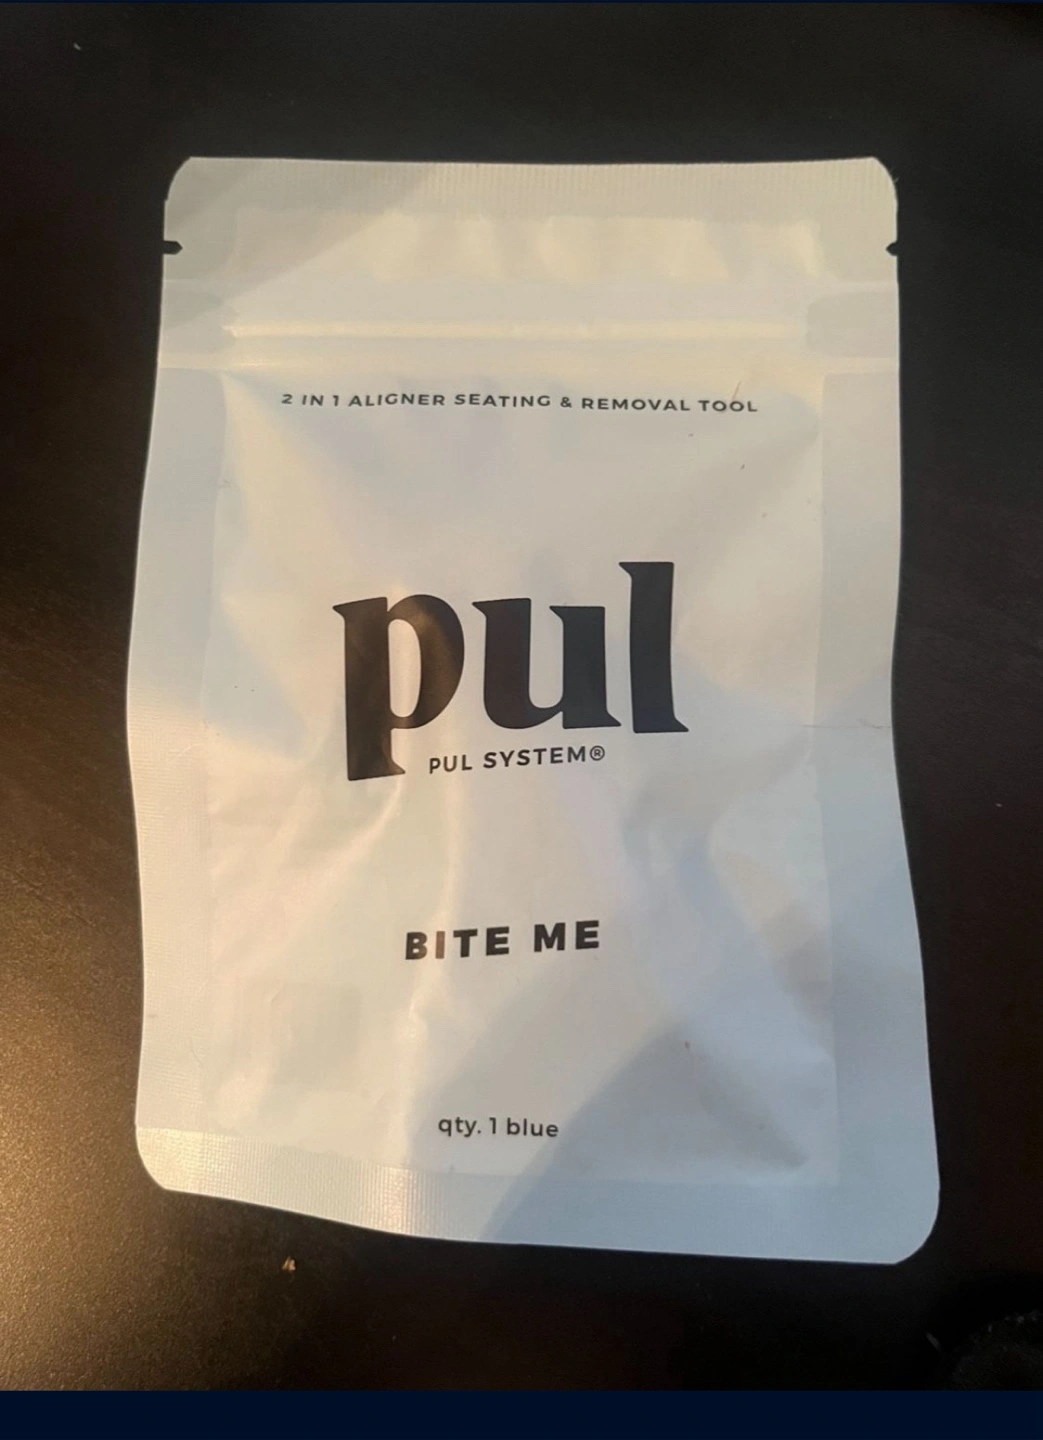 2 IN 1 ALIGNER SEATING & REMOVAL TOOL
pul
PUL SYSTEM®
BITE ME
qty. 1 blue